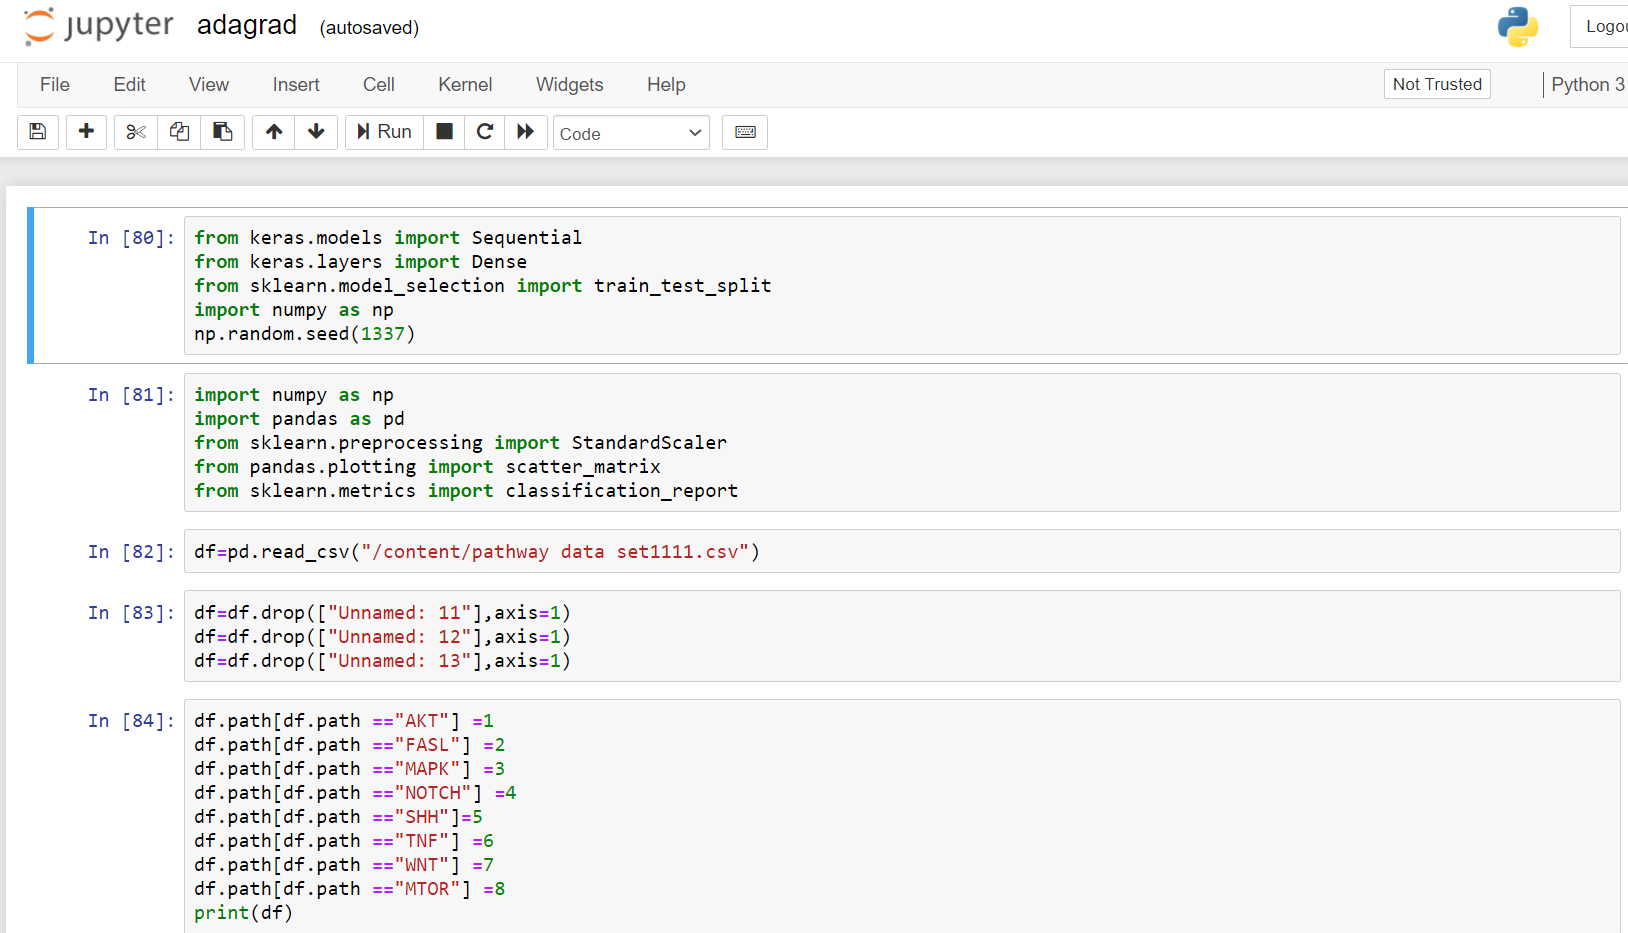 jupyter adagrad (autosaved)
Logou
File Edit View Insert Cell Kernel Widgets Help
Not Trusted
Python 3
Run
Code
In [80]:
from keras.models import Sequential
from keras.layers import Dense
from sklearn.model_selection import train_test_split
import numpy as np
np.random.seed(1337)
In [81]:
import numpy as np
import pandas as pd
from sklearn.preprocessing import StandardScaler
from pandas.plotting import scatter_matrix
from sklearn.metrics import classification_report
In [82]:
df=pd.read_csv("/content/pathway data set1111.csv")
In [83]:
df=df.drop(["Unnamed: 11"],axis=1)
df=df.drop(["Unnamed: 12"],axis=1)
df=df.drop(["Unnamed: 13"],axis=1)
In [84]:
df.path[df.path =="AKT"] =1
df.path[df.path =="FASL"] =2
df.path[df.path =="MAPK"] =3
df.path[df.path =="NOTCH"] =4
df.path[df.path =="SHH"]=5
df.path[df.path =="TNF"] =6
df.path[df.path =="WNT"] =7
df.path[df.path =="MTOR"] =8
print(df)